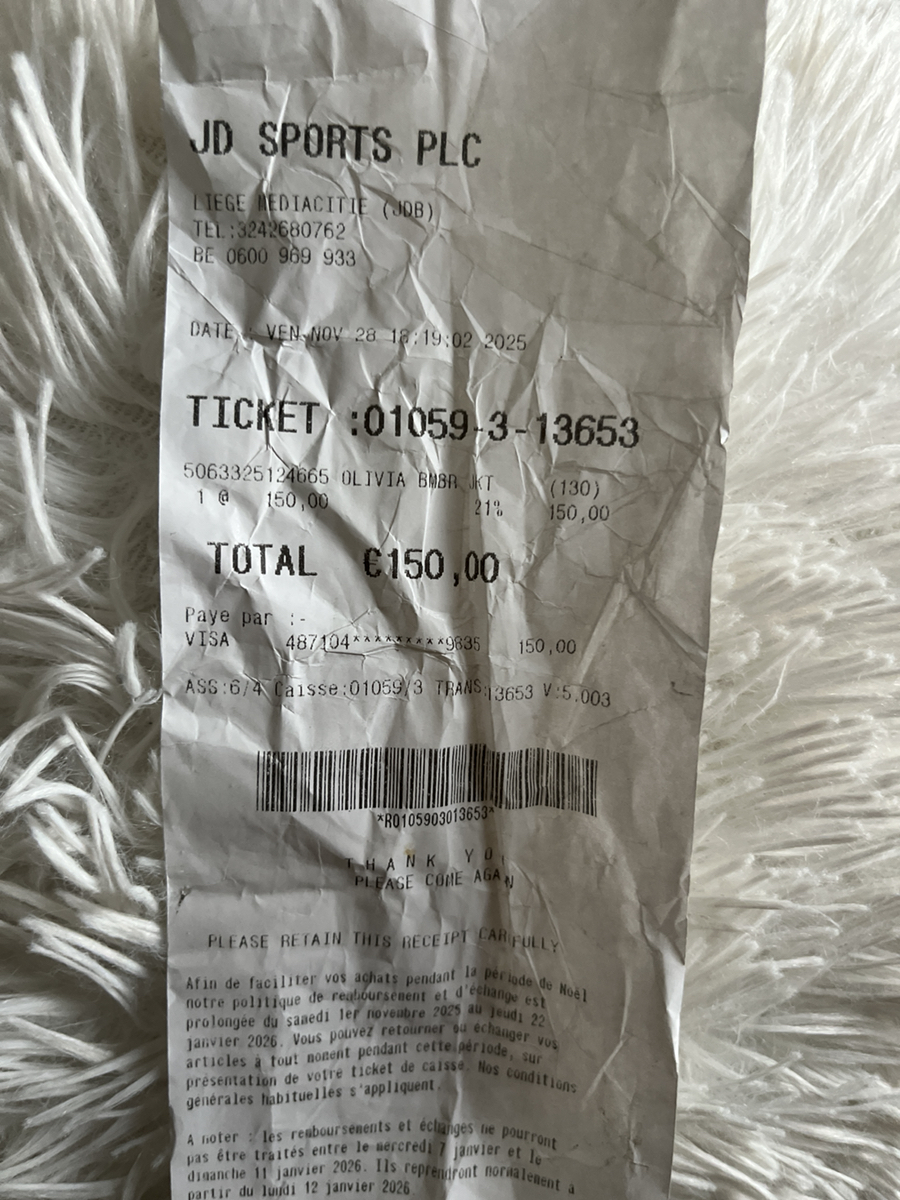 JD SPORTS PLC
LIEGE MEDIACITIE (JDB)
TEL:3242680762
BE 0600 969 933
DATE : VEN NOV 28 18:19:02 2025
TICKET :01059-3-13653
5063325124665 OLIVIA BMBR JKT (130)
1 @ 150,00 21% 150,00
TOTAL €150,00
Paye par :-
VISA 487104*********9835 150,00
ASS:6/4 Caisse:01059/3 TRANS:13653 V:5.003
*R0105903013653*
THANK YOU
PLEASE COME AGAIN
PLEASE RETAIN THIS RECEIPT CAREFULLY
Afin de faciliter vos achats pendant la période de Noël
notre politique de remboursement et d'échange est
prolongée du samedi 1er novembre 2025 au jeudi 22
janvier 2026. Vous pouvez retourner ou échanger vos
articles à tout moment pendant cette période, sur
présentation de votre ticket de caisse. Nos conditions
générales habituelles s'appliquent.
A noter : les remboursements et échanges ne pourront
pas être traités entre le mercredi 7 janvier et le
dimanche 11 janvier 2026. Ils reprendront normalement à
partir du lundi 12 janvier 2026